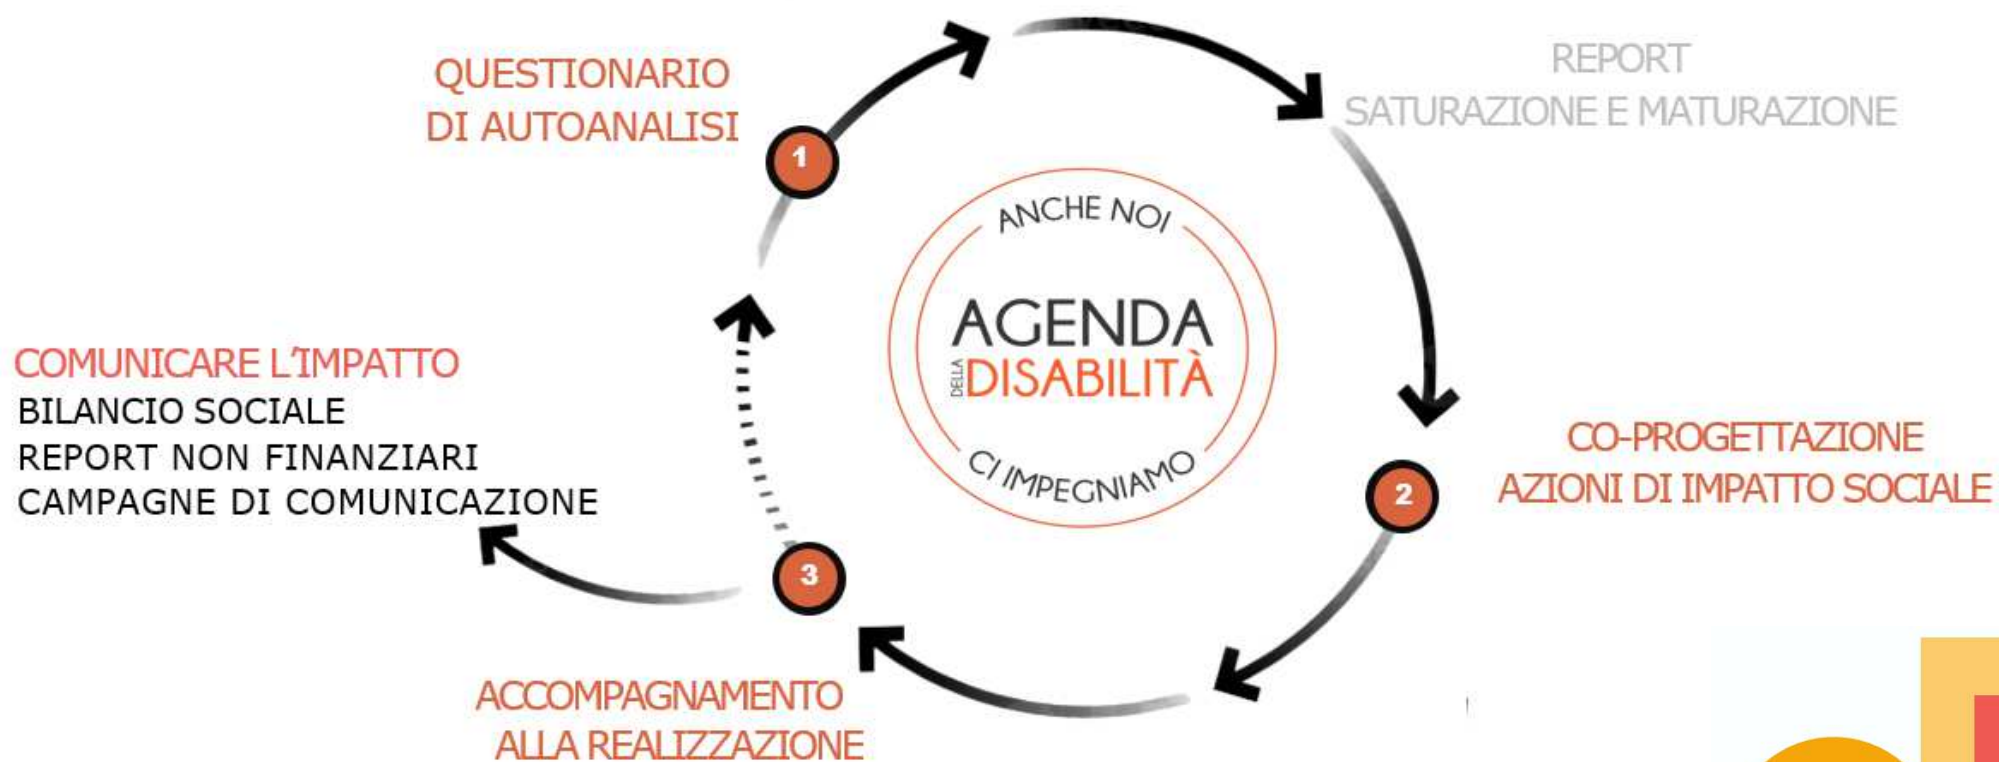 QUESTIONARIO
DI AUTOANALISI
1
REPORT
SATURAZIONE E MATURAZIONE
ANCHE NOI
AGENDA
DELLA
DISABILITÀ
CI IMPEGNIAMO
COMUNICARE L'IMPATTO
BILANCIO SOCIALE
REPORT NON FINANZIARI
CAMPAGNE DI COMUNICAZIONE
CO-PROGETTAZIONE
AZIONI DI IMPATTO SOCIALE
2
3
ACCOMPAGNAMENTO
ALLA REALIZZAZIONE